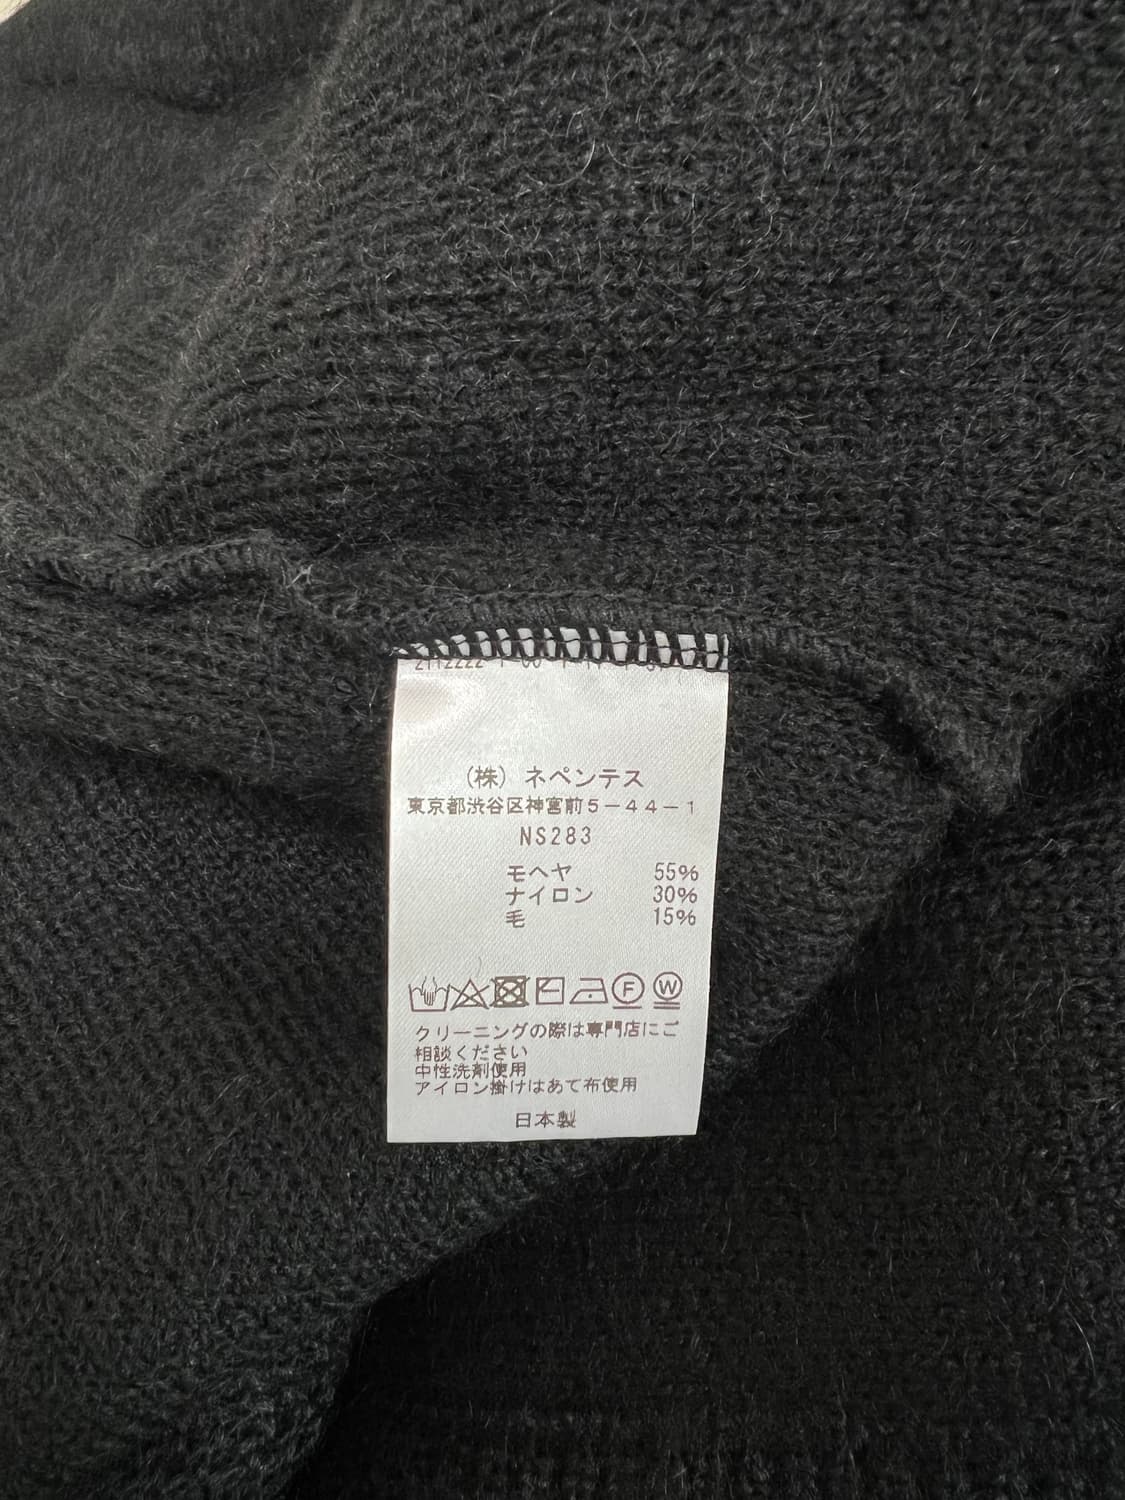 2112222
(株)ネペンテス
東京都渋谷区神宮前5-44-1
NS283
モヘヤ 55%
ナイロン 30%
毛 15%
F W
クリーニングの際は専門店にご
相談ください
中性洗剤使用
アイロン掛けはあて布使用
日本製